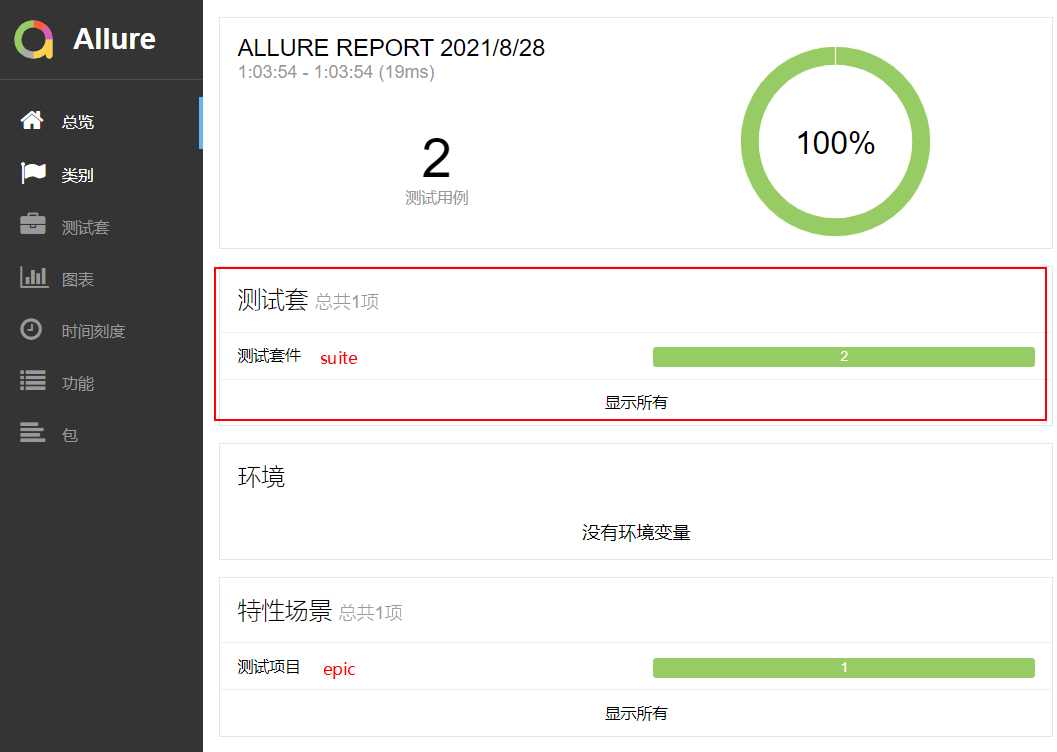 Allure
总览
类别
测试套
图表
时间刻度
功能
包
ALLURE REPORT 2021/8/28
1:03:54 - 1:03:54 (19ms)
2
测试用例
100%
测试套 总共1项
测试套件 suite 2
显示所有
环境
没有环境变量
特性场景 总共1项
测试项目 epic 1
显示所有